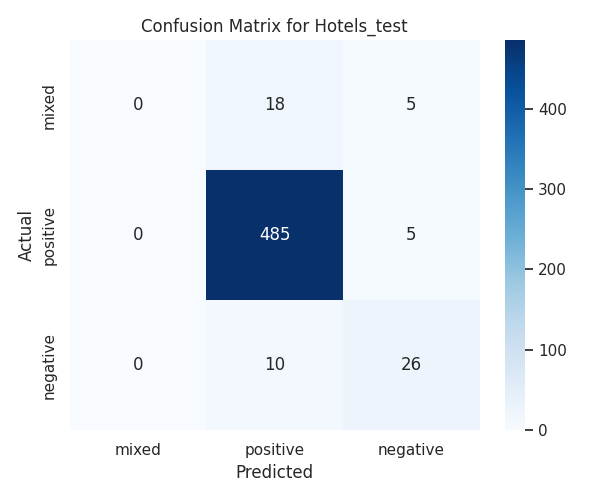 Confusion Matrix for Hotels_test
mixed 0 18 5
positive 0 485 5
negative 0 10 26
mixed positive negative
Predicted
Actual
400
300
200
100
0